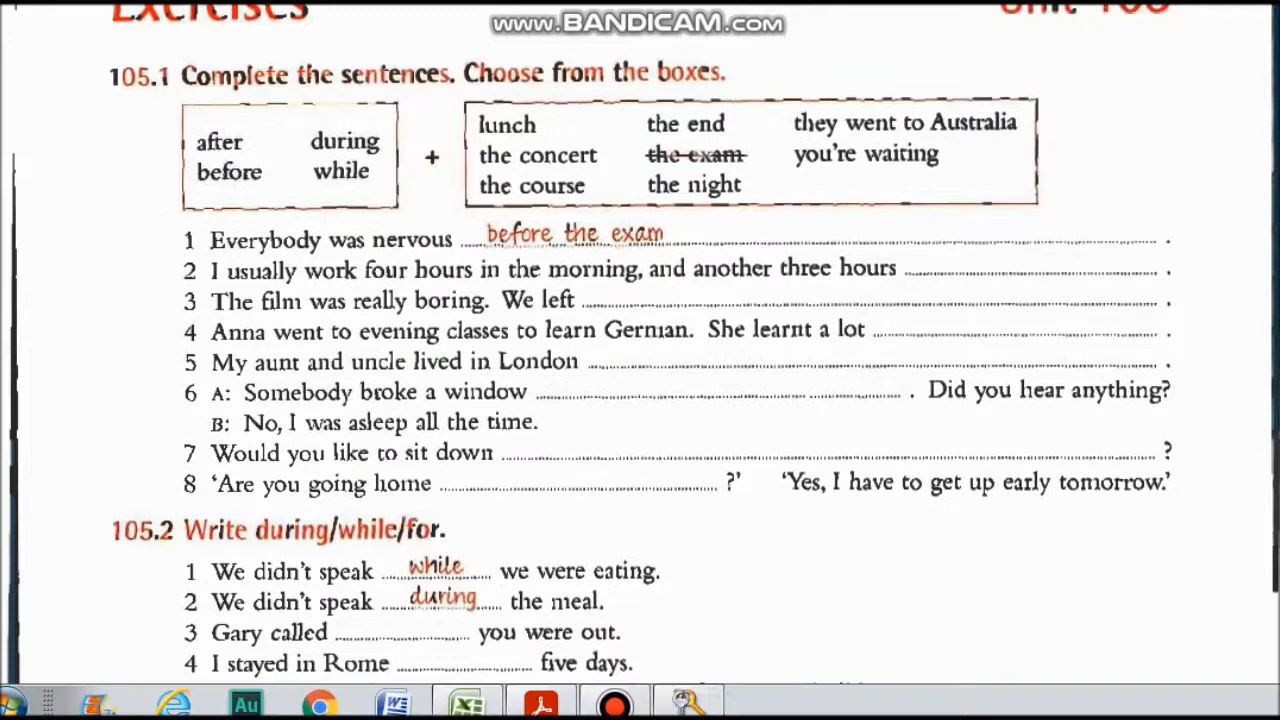 www.BANDICAM.com
Exercises
Unit 105
105.1 Complete the sentences. Choose from the boxes.
after during
before while
+
lunch the end they went to Australia
the concert the exam you're waiting
the course the night
1 Everybody was nervous before the exam .
2 I usually work four hours in the morning, and another three hours .
3 The film was really boring. We left .
4 Anna went to evening classes to learn German. She learnt a lot .
5 My aunt and uncle lived in London .
6 A: Somebody broke a window . Did you hear anything?
B: No, I was asleep all the time.
7 Would you like to sit down ?
8 ‘Are you going home ?’ ‘Yes, I have to get up early tomorrow.’
105.2 Write during/while/for.
1 We didn't speak while we were eating.
2 We didn't speak during the meal.
3 Gary called you were out.
4 I stayed in Rome five days.
Au